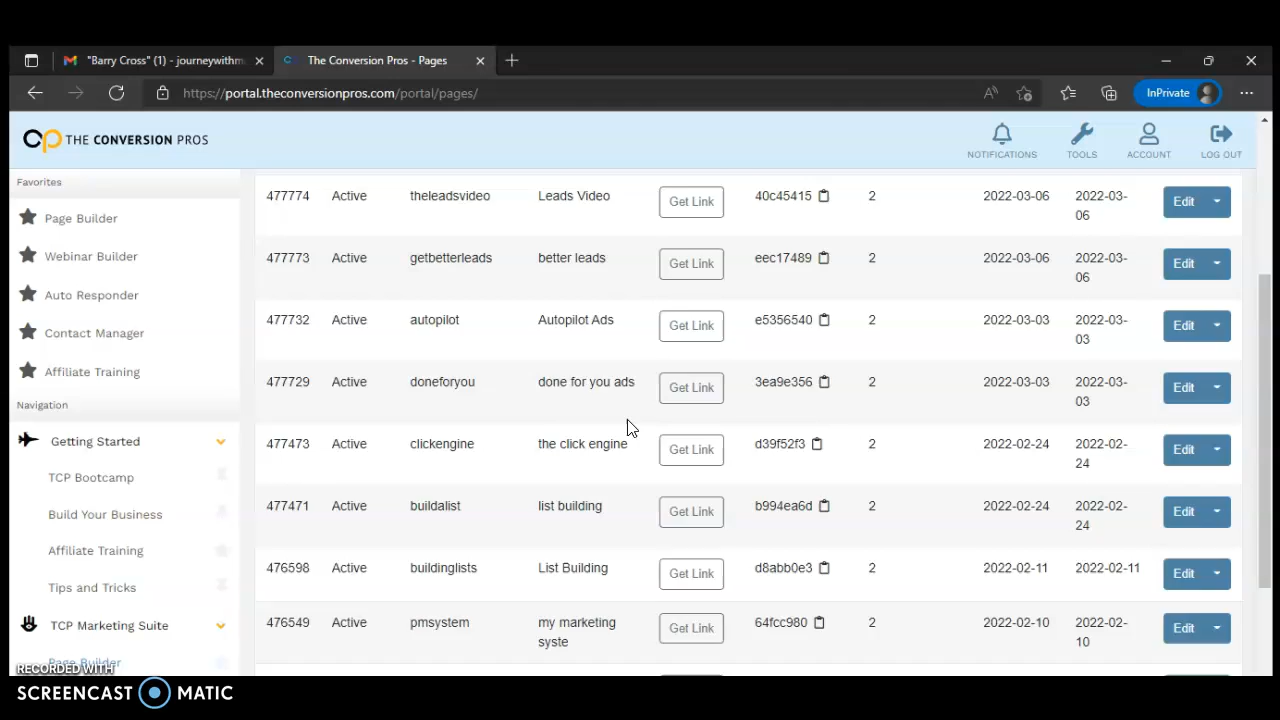 "Barry Cross" (1) - journeywithm
The Conversion Pros - Pages
https://portal.theconversionpros.com/portal/pages/
InPrivate
THE CONVERSION PROS
NOTIFICATIONS
TOOLS
ACCOUNT
LOG OUT
Favorites
Page Builder
Webinar Builder
Auto Responder
Contact Manager
Affiliate Training
Navigation
Getting Started
TCP Bootcamp
Build Your Business
Affiliate Training
Tips and Tricks
TCP Marketing Suite
Page Builder
477774 Active theleadsvideo Leads Video Get Link 40c45415 2 2022-03-06 2022-03-
06 Edit
477773 Active getbetterleads better leads Get Link eec17489 2 2022-03-06 2022-03-
06 Edit
477732 Active autopilot Autopilot Ads Get Link e5356540 2 2022-03-03 2022-03-
03 Edit
477729 Active doneforyou done for you ads Get Link 3ea9e356 2 2022-03-03 2022-03-
03 Edit
477473 Active clickengine the click engine Get Link d39f52f3 2 2022-02-24 2022-02-
24 Edit
477471 Active buildalist list building Get Link b994ea6d 2 2022-02-24 2022-02-
24 Edit
476598 Active buildinglists List Building Get Link d8abb0e3 2 2022-02-11 2022-02-11 Edit
476549 Active pmsystem my marketing Get Link 64fcc980 2 2022-02-10 2022-02- Edit
syste 10
RECORDED WITH
SCREENCAST MATIC